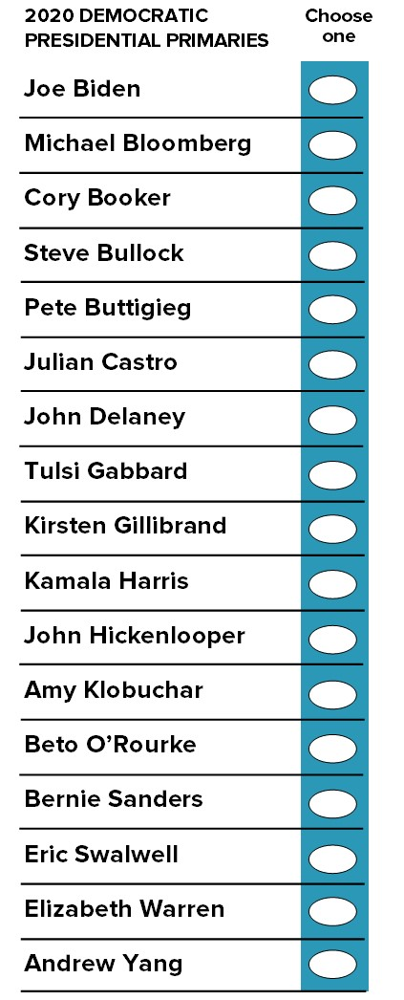 2020 DEMOCRATIC
PRESIDENTIAL PRIMARIES
Choose
one
Joe Biden
Michael Bloomberg
Cory Booker
Steve Bullock
Pete Buttigieg
Julian Castro
John Delaney
Tulsi Gabbard
Kirsten Gillibrand
Kamala Harris
John Hickenlooper
Amy Klobuchar
Beto O’Rourke
Bernie Sanders
Eric Swalwell
Elizabeth Warren
Andrew Yang